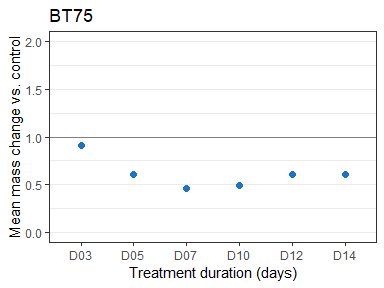 BT75
Mean mass change vs. control
2.0
1.5
1.0
0.5
0.0
D03 D05 D07 D10 D12 D14
Treatment duration (days)